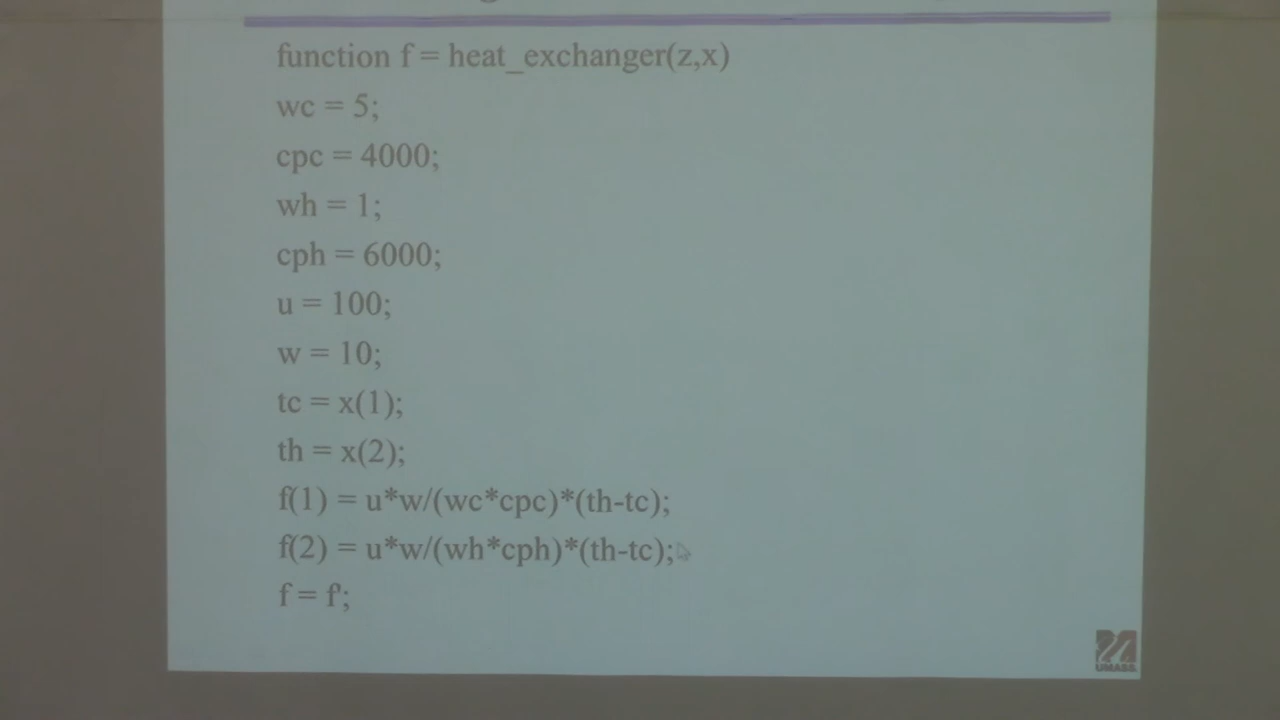 function f = heat_exchanger(z,x)
wc = 5;
cpc = 4000;
wh = 1;
cph = 6000;
u = 100;
w = 10;
tc = x(1);
th = x(2);
f(1) = u*w/(wc*cpc)*(th-tc);
f(2) = u*w/(wh*cph)*(th-tc);
f = f';
UMASS